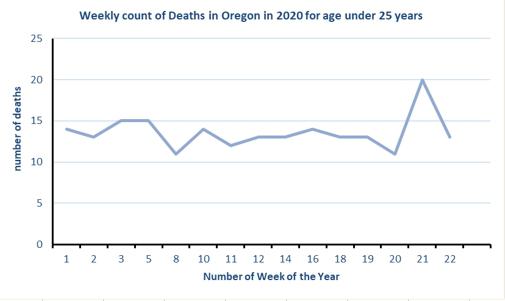 Weekly count of Deaths in Oregon in 2020 for age under 25 years
number of deaths
25
20
15
10
5
0
1 2 3 5 8 10 11 12 14 16 18 19 20 21 22
Number of Week of the Year